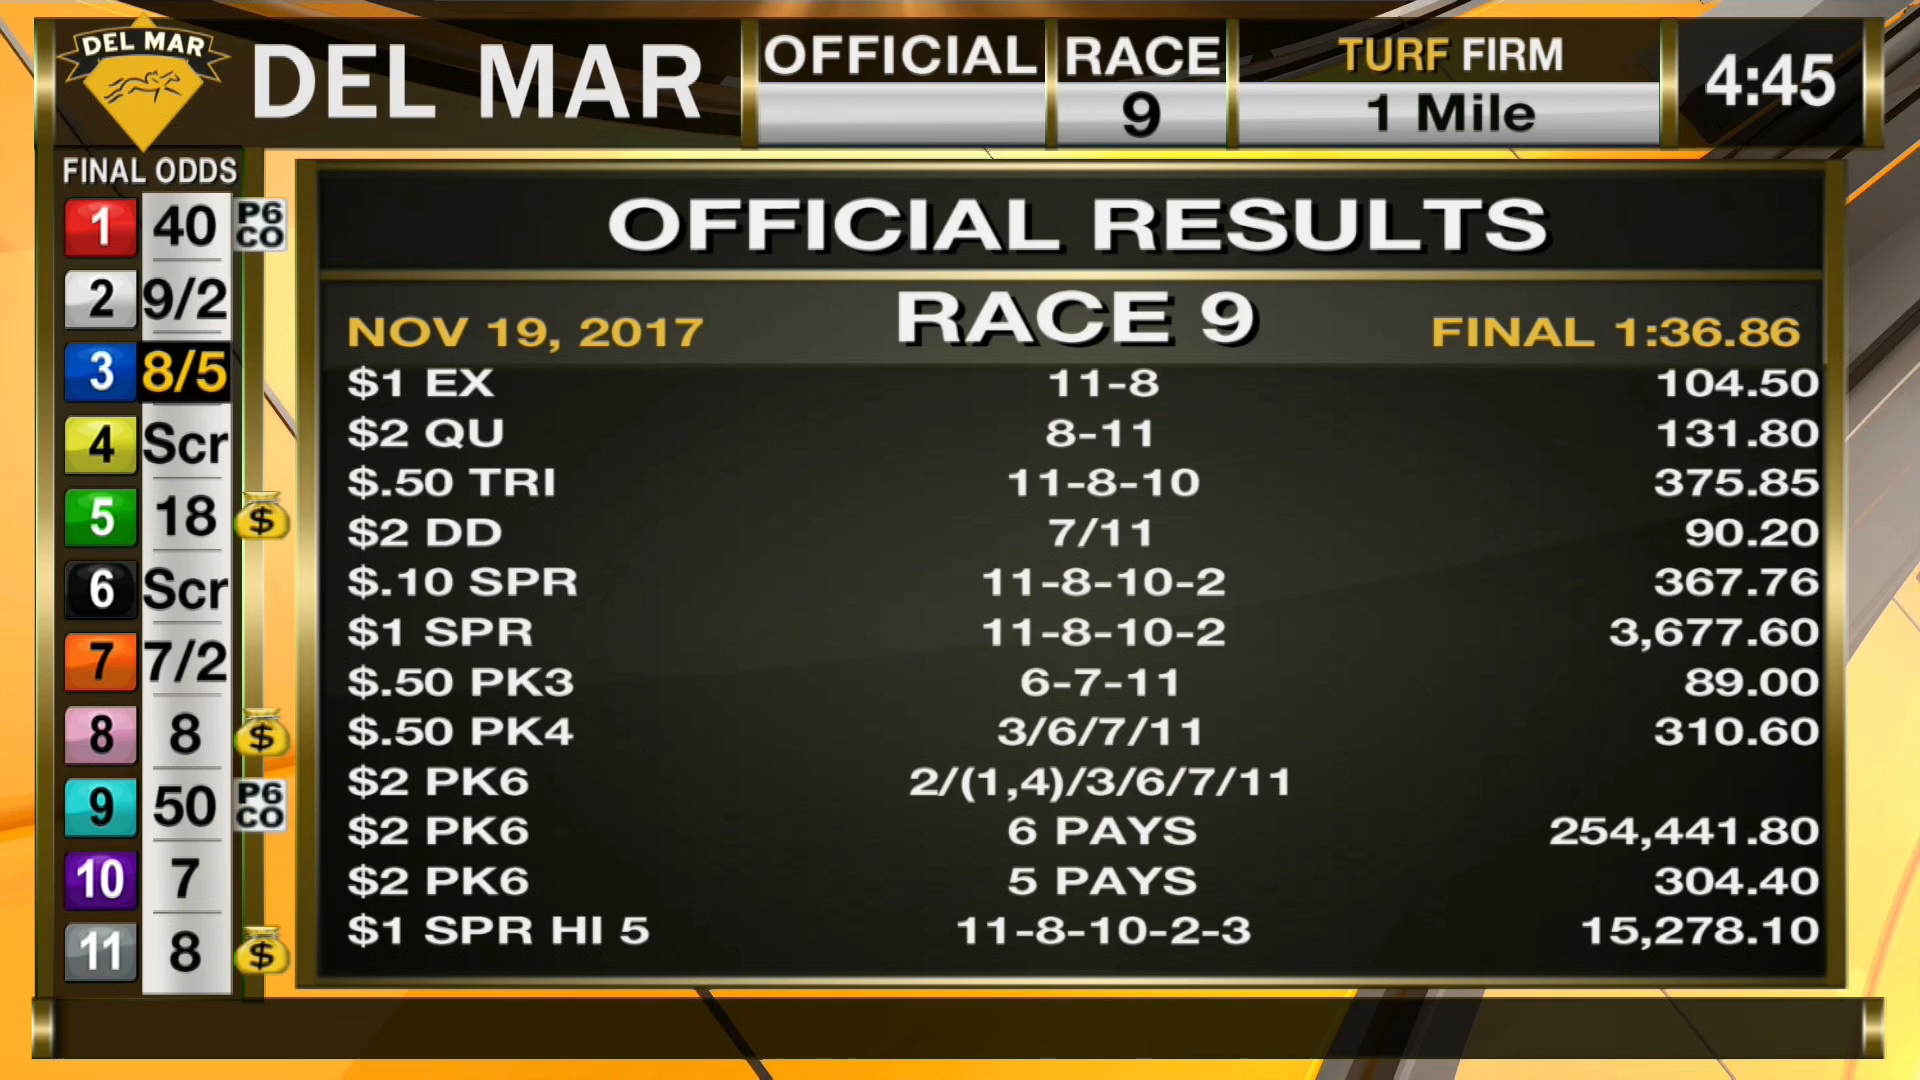 DEL MAR
DEL MAR
OFFICIAL
RACE
9
TURF FIRM
1 Mile
4:45
FINAL ODDS
1 40 P6 CO
2 9/2
3 8/5
4 Scr
5 18 $
6 Scr
7 7/2
8 8 $
9 50 P6 CO
10 7
11 8 $
OFFICIAL RESULTS
NOV 19, 2017 RACE 9 FINAL 1:36.86
$1 EX 11-8 104.50
$2 QU 8-11 131.80
$.50 TRI 11-8-10 375.85
$2 DD 7/11 90.20
$.10 SPR 11-8-10-2 367.76
$1 SPR 11-8-10-2 3,677.60
$.50 PK3 6-7-11 89.00
$.50 PK4 3/6/7/11 310.60
$2 PK6 2/(1,4)/3/6/7/11
$2 PK6 6 PAYS 254,441.80
$2 PK6 5 PAYS 304.40
$1 SPR HI 5 11-8-10-2-3 15,278.10